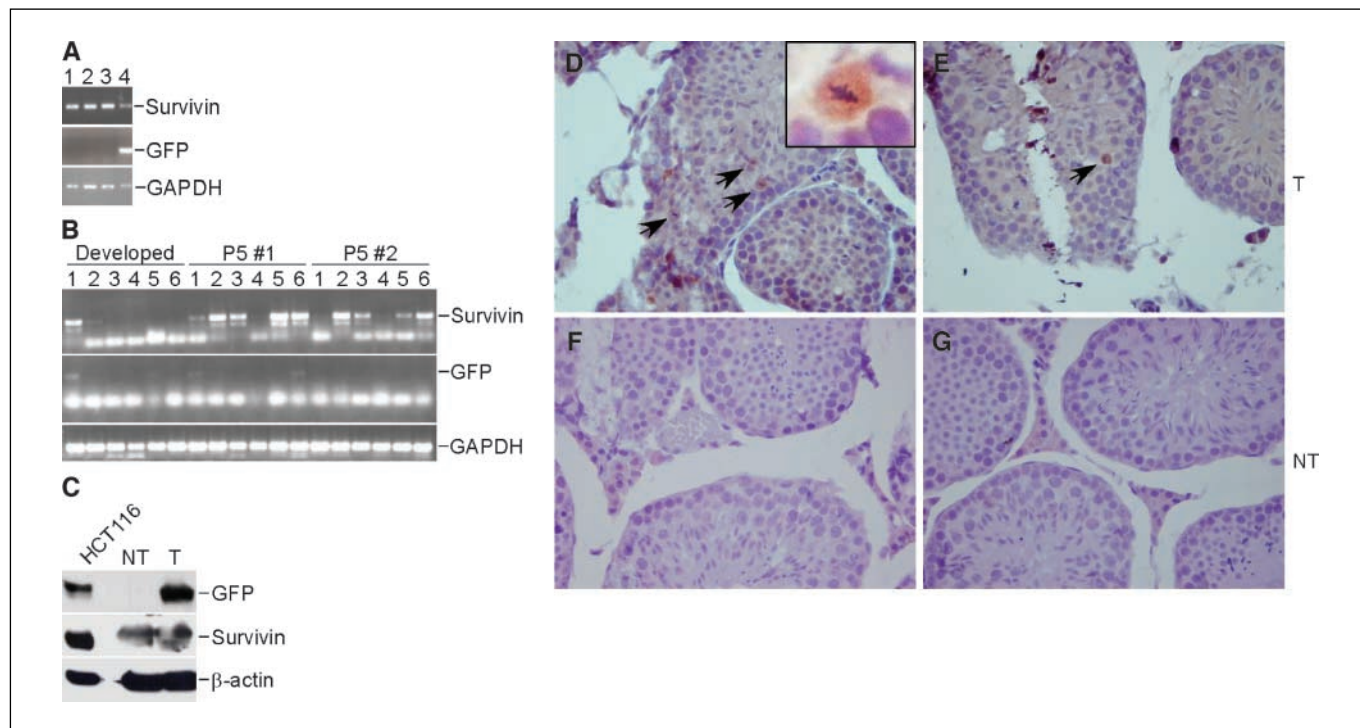 A
1 2 3 4
Survivin
GFP
GAPDH
B
Developed P5 #1 P5 #2
1 2 3 4 5 6 1 2 3 4 5 6 1 2 3 4 5 6
Survivin
GFP
GAPDH
C
HCT116 NT T
GFP
Survivin
β-actin
D
E
T
F
G
NT